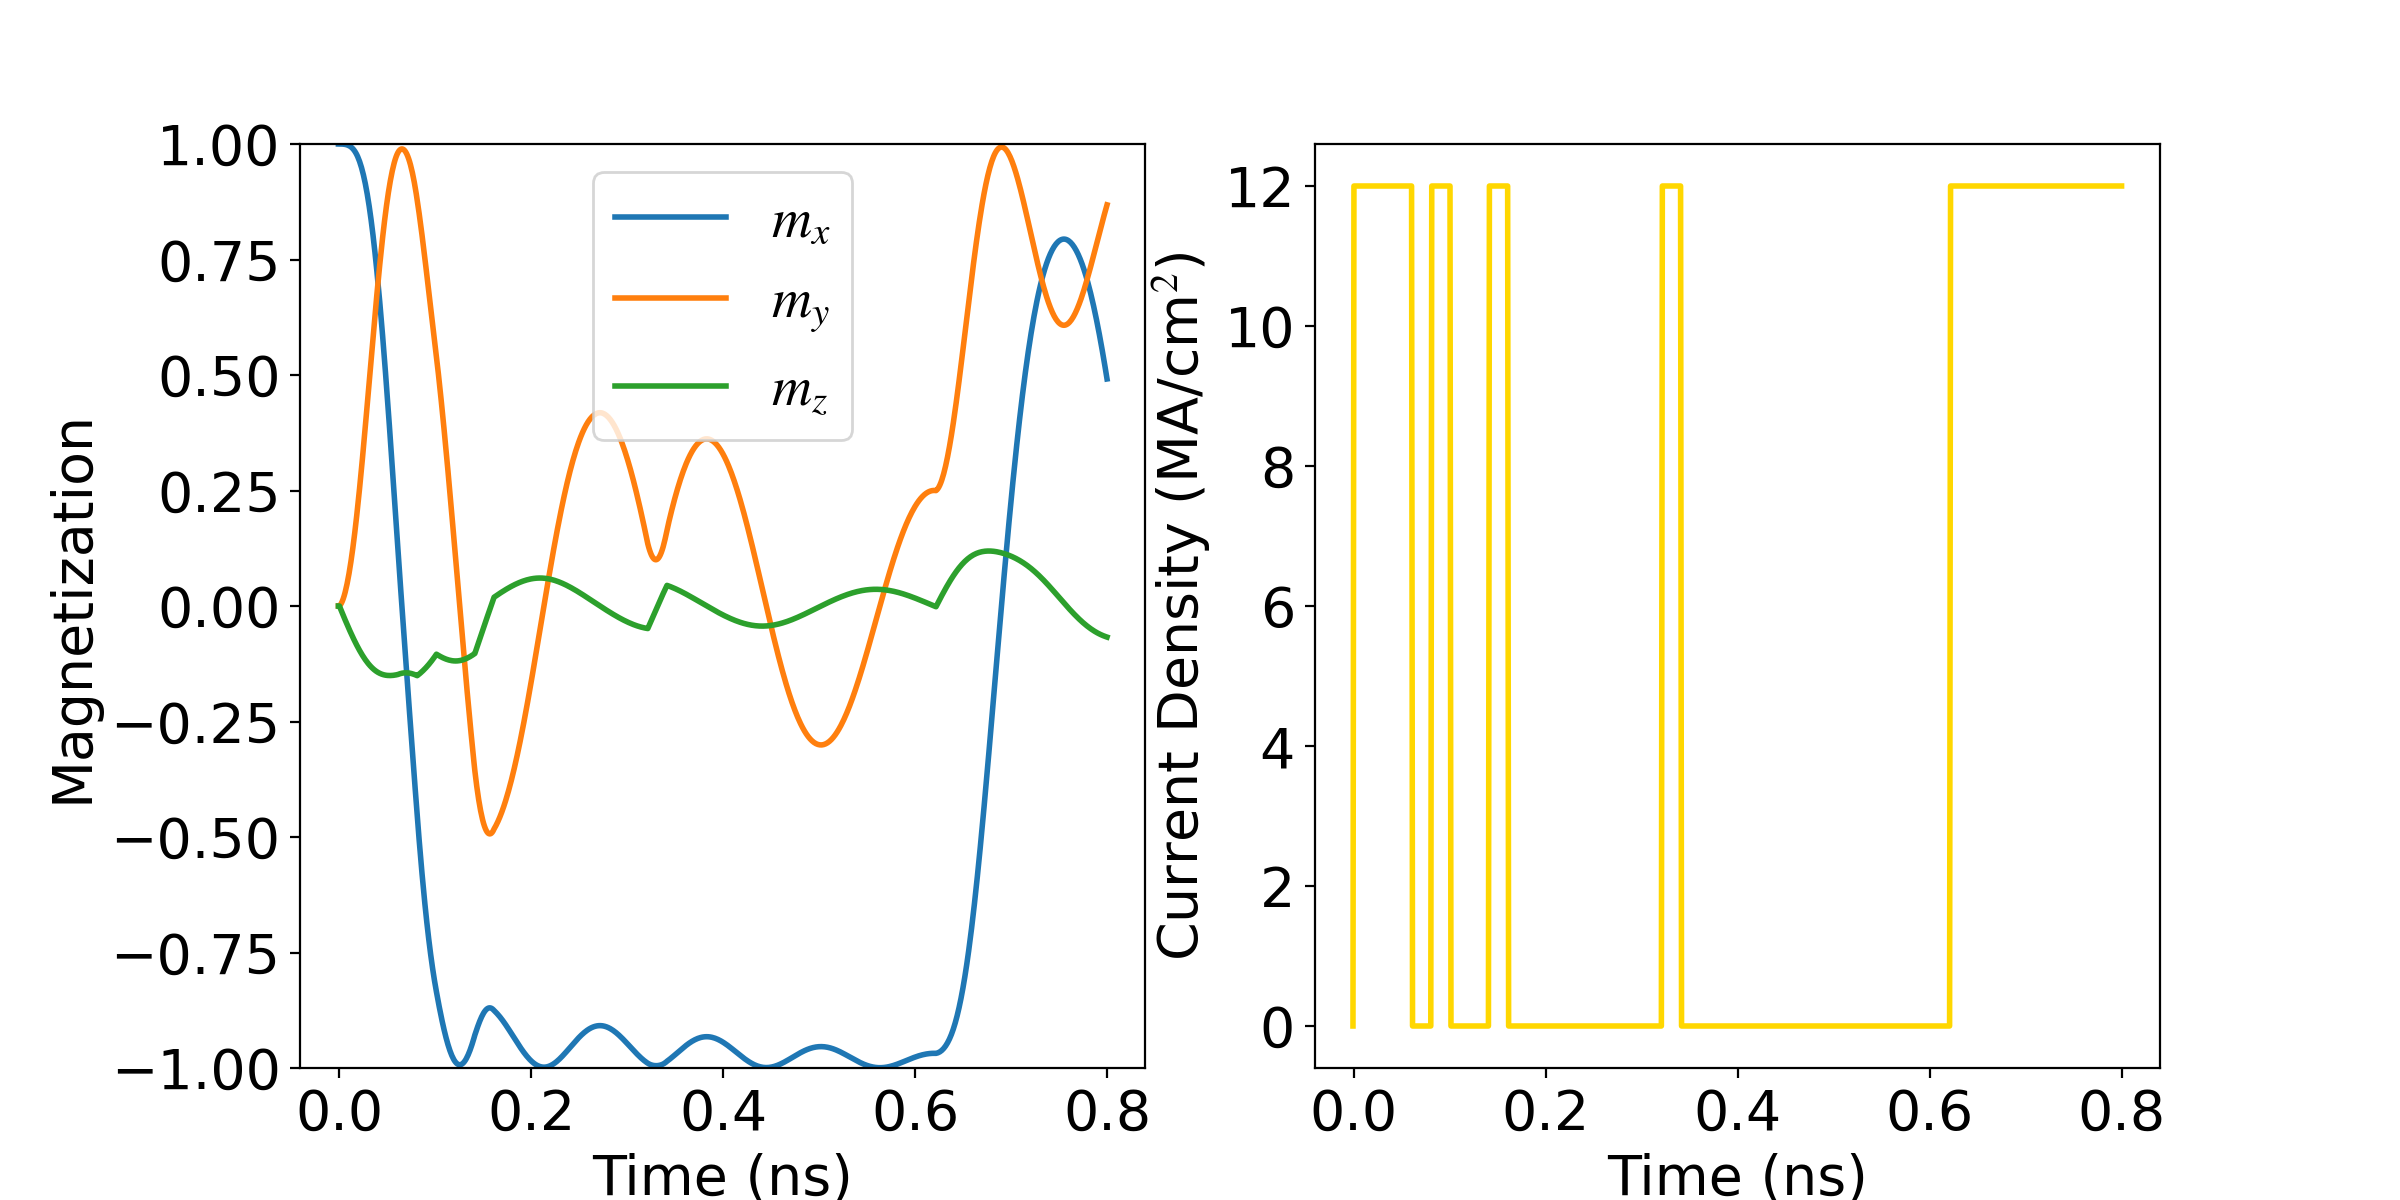 Magnetization
1.00
0.75
0.50
0.25
0.00
−0.25
−0.50
−0.75
−1.00
0.0 0.2 0.4 0.6 0.8
Time (ns)
m_x
m_y
m_z
Current Density (MA/cm²)
12
10
8
6
4
2
0
0.0 0.2 0.4 0.6 0.8
Time (ns)